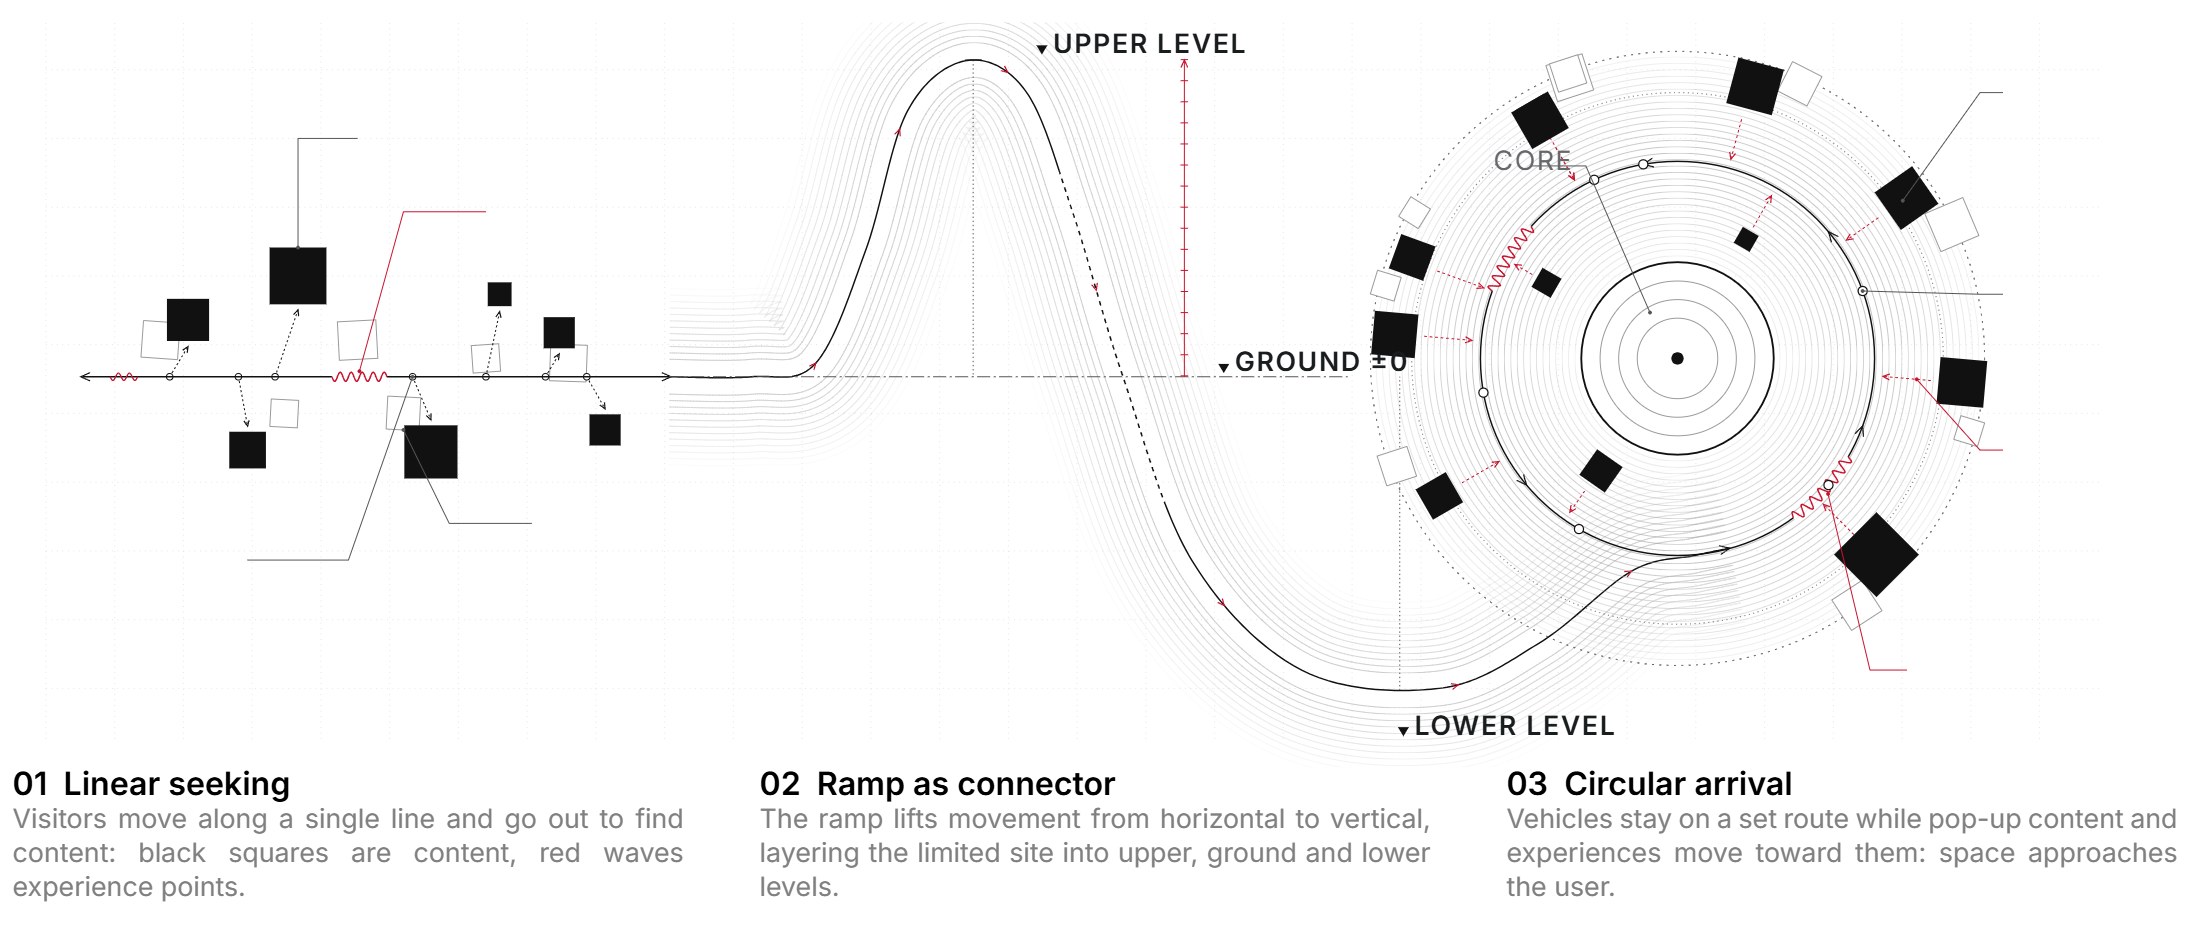 UPPER LEVEL
CORE
GROUND ±0
LOWER LEVEL
01 Linear seeking
Visitors move along a single line and go out to find
content: black squares are content, red waves
experience points.
02 Ramp as connector
The ramp lifts movement from horizontal to vertical,
layering the limited site into upper, ground and lower
levels.
03 Circular arrival
Vehicles stay on a set route while pop-up content and
experiences move toward them: space approaches
the user.